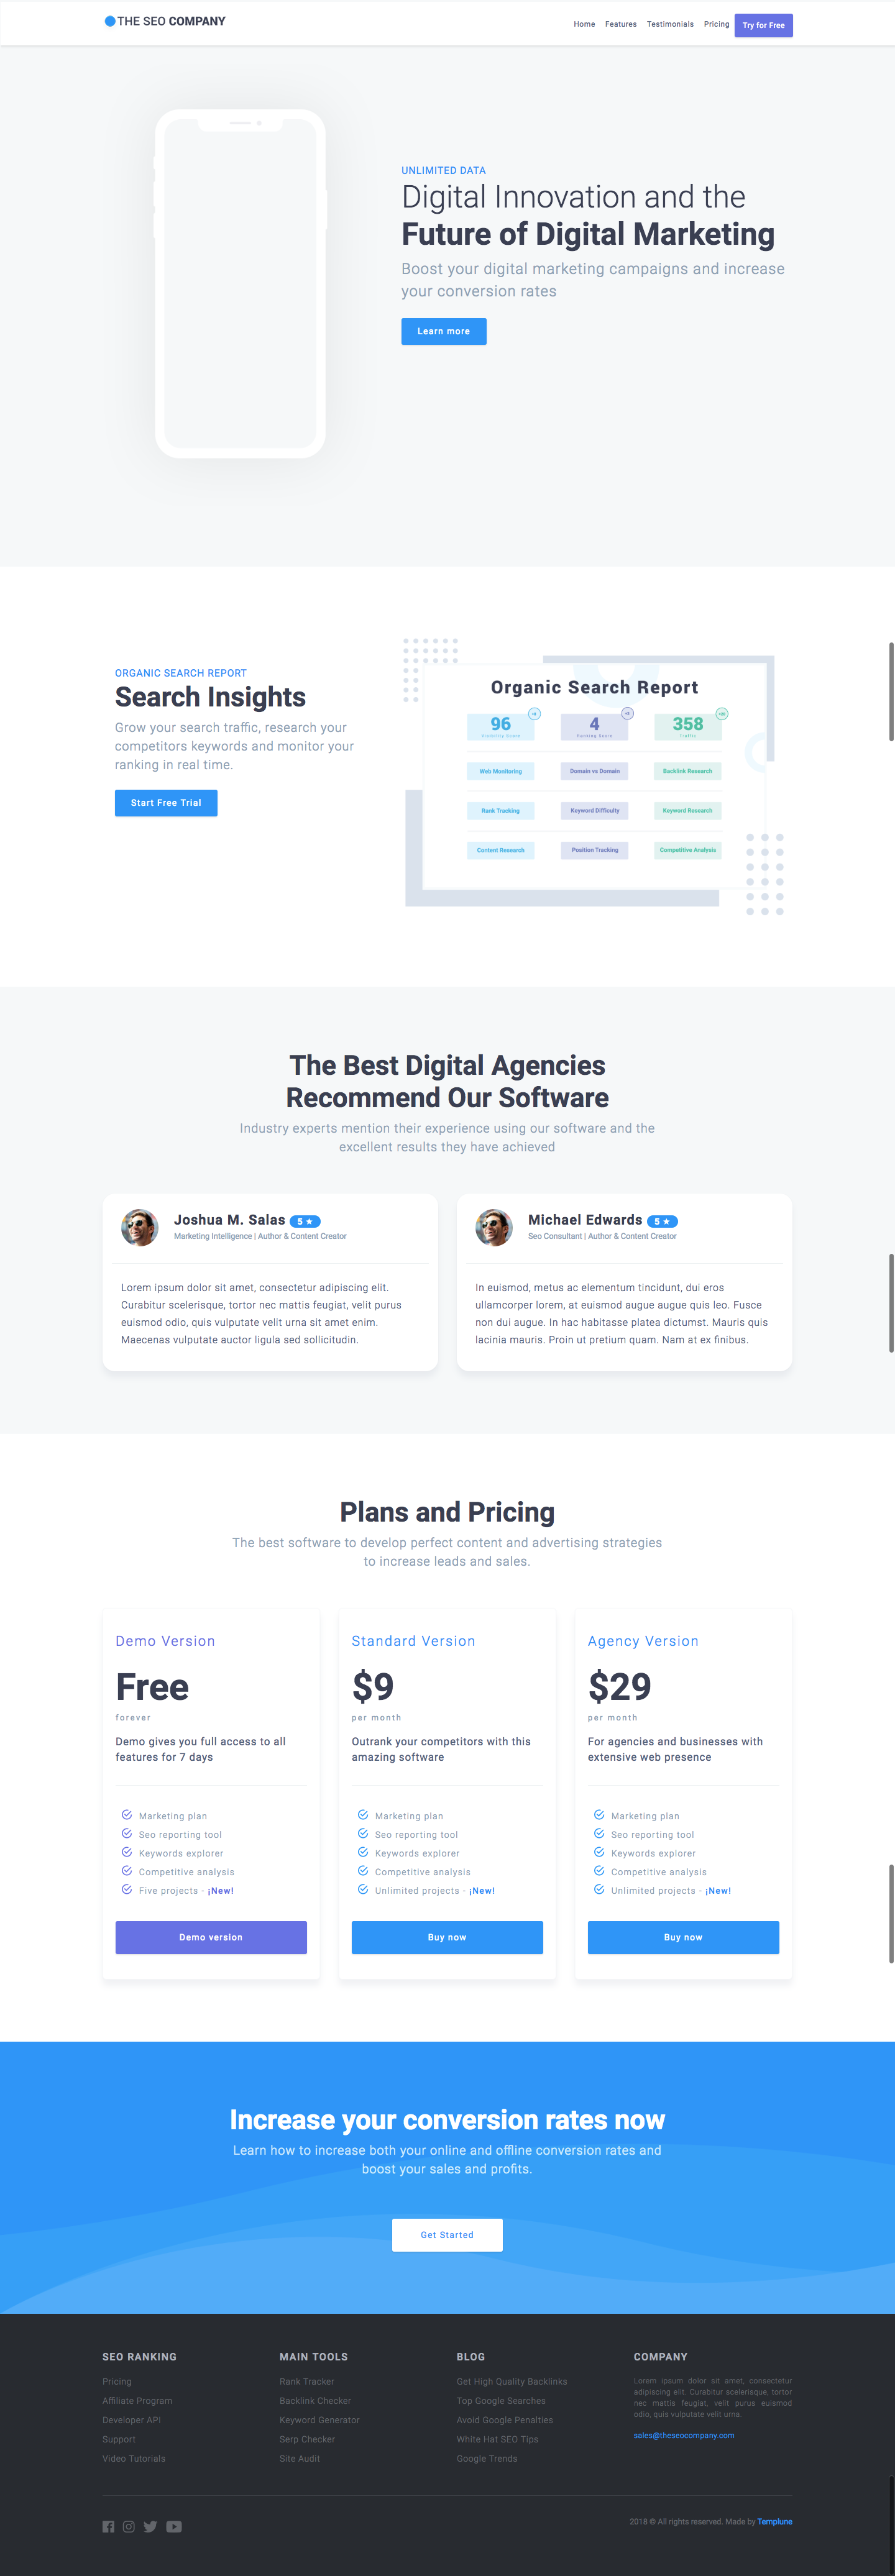 THE SEO COMPANY
Home Features Testimonials Pricing Try for Free
UNLIMITED DATA
Digital Innovation and the
Future of Digital Marketing
Boost your digital marketing campaigns and increase
your conversion rates
Learn more
ORGANIC SEARCH REPORT
Search Insights
Grow your search traffic, research your
competitors keywords and monitor your
ranking in real time.
Start Free Trial
Organic Search Report
96 4 358
Ranking Score Traffic
Web Monitoring Domain vs Domain Backlink Research
Rank Tracking Keyword Difficulty Keyword Research
Content Research Position Tracking Competitive Analysis
The Best Digital Agencies
Recommend Our Software
Industry experts mention their experience using our software and the
excellent results they have achieved
Joshua M. Salas 5 ★
Marketing Intelligence | Author & Content Creator
Lorem ipsum dolor sit amet, consectetur adipiscing elit.
Curabitur scelerisque, tortor nec mattis feugiat, velit purus
euismod odio, quis vulputate velit urna sit amet enim.
Maecenas vulputate auctor ligula sed sollicitudin.
Michael Edwards 5 ★
Seo Consultant | Author & Content Creator
In euismod, metus ac elementum tincidunt, dui eros
ullamcorper lorem, at euismod augue augue quis leo. Fusce
non dui augue. In hac habitasse platea dictumst. Mauris quis
lacinia mauris. Proin ut pretium quam. Nam at ex finibus.
Plans and Pricing
The best software to develop perfect content and advertising strategies
to increase leads and sales.
Demo Version
Free
forever
Demo gives you full access to all
features for 7 days
Marketing plan
Seo reporting tool
Keywords explorer
Competitive analysis
Five projects - ¡New!
Demo version
Standard Version
$9
per month
Outrank your competitors with this
amazing software
Marketing plan
Seo reporting tool
Keywords explorer
Competitive analysis
Unlimited projects - ¡New!
Buy now
Agency Version
$29
per month
For agencies and businesses with
extensive web presence
Marketing plan
Seo reporting tool
Keywords explorer
Competitive analysis
Unlimited projects - ¡New!
Buy now
Increase your conversion rates now
Learn how to increase both your online and offline conversion rates and
boost your sales and profits.
Get Started
SEO RANKING
Pricing
Affiliate Program
Developer API
Support
Video Tutorials
MAIN TOOLS
Rank Tracker
Backlink Checker
Keyword Generator
Serp Checker
Site Audit
BLOG
Get High Quality Backlinks
Top Google Searches
Avoid Google Penalties
White Hat SEO Tips
Google Trends
COMPANY
Lorem ipsum dolor sit amet, consectetur
adipiscing elit. Curabitur scelerisque, tortor
nec mattis feugiat, velit purus euismod
odio, quis vulputate velit urna.
sales@theseocompany.com
2018 © All rights reserved. Made by Templune